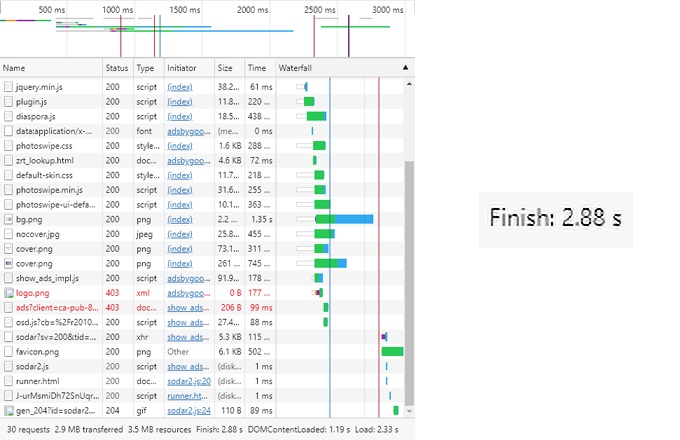 500 ms 1000 ms 1500 ms 2000 ms 2500 ms 3000 ms
Name Status Type Initiator Size Time Waterfall
jquery.min.js 200 script (index) 38.2... 61 ms
plugin.js 200 script (index) 11.8... 220 ...
diaspora.js 200 script (index) 18.5... 438 ...
data:application/x-... 200 font adsbygoo... (me... 0 ms
photoswipe.css 200 style... (index) 1.6 KB 288 ...
zrt_lookup.html 200 doc... adsbygoo... 4.6 KB 72 ms
default-skin.css 200 style... (index) 11.7... 218 ...
photoswipe.min.js 200 script (index) 31.6... 255 ...
photoswipe-ui-defa... 200 script (index) 10.1... 363 ...
bg.png 200 png (index) 2.2 ... 1.35 s
nocover.jpg 200 jpeg (index) 25.8... 455 ...
cover.png 200 png (index) 73.1... 311 ...
cover.png 200 png (index) 261 ... 745 ...
show_ads_impl.js 200 script adsbygoo... 91.9... 178 ...
logo.png 403 xml adsbygoo... 0 B 177 ...
ads?client=ca-pub-8... 403 doc... show_ads... 206 B 99 ms
osd.js?cb=%2Fr2010... 200 script show_ads... 27.4... 88 ms
sodar?sv=200&tid=... 200 xhr show_ads... 5.3 KB 115 ...
favicon.png 200 png Other 6.1 KB 502 ...
sodar2.js 200 script show_ads... (disk... 1 ms
runner.html 200 doc... sodar2.js:20 (disk... 1 ms
J-urMsmiDh72SnUqr... 200 script runner.ht... (disk... 1 ms
gen_204?id=sodar2... 204 gif sodar2.js:24 110 B 89 ms
30 requests 2.9 MB transferred 3.5 MB resources Finish: 2.88 s DOMContentLoaded: 1.19 s Load: 2.33 s
Finish: 2.88 s